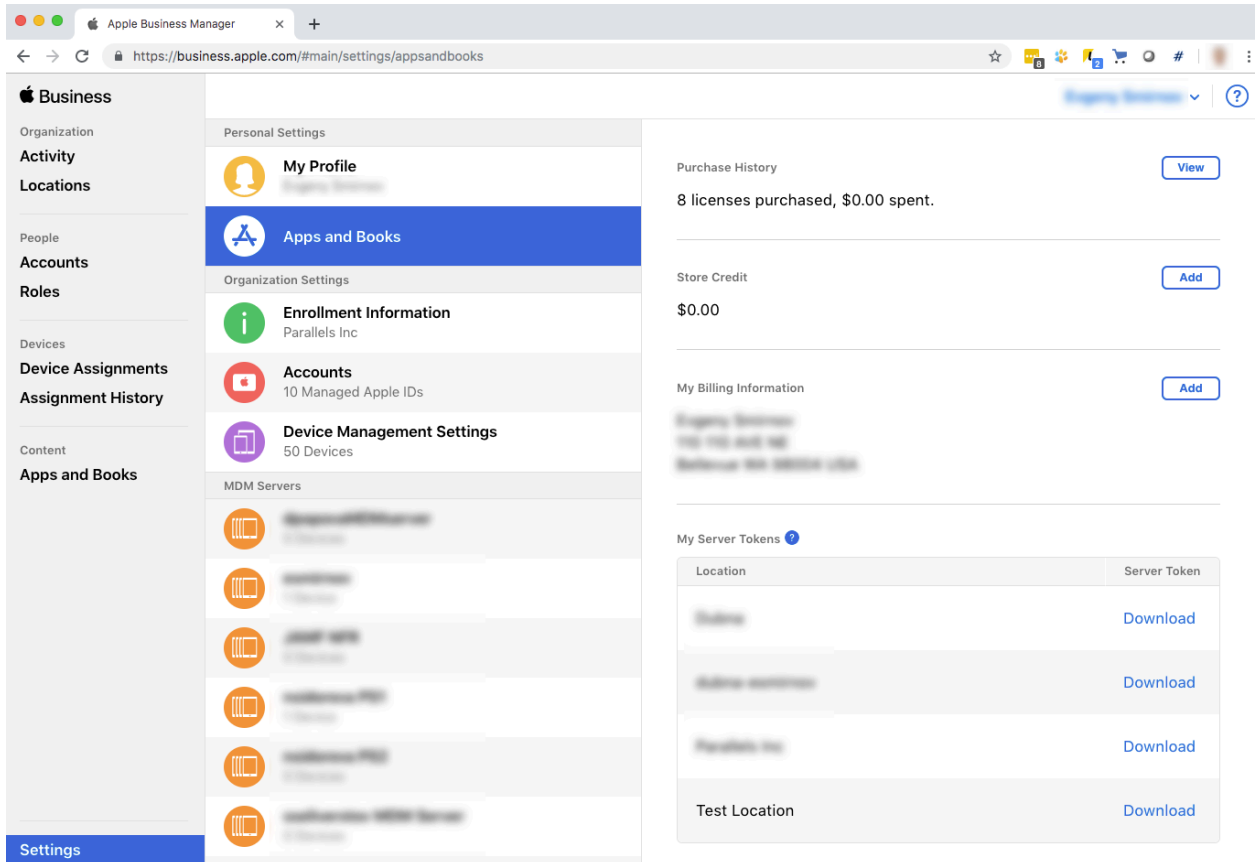 Apple Business Manager
https://business.apple.com/#main/settings/appsandbooks
8
2
#
Business
Organization
Activity
Locations
People
Accounts
Roles
Devices
Device Assignments
Assignment History
Content
Apps and Books
Settings
Personal Settings
My Profile
Apps and Books
Organization Settings
Enrollment Information
Parallels Inc
Accounts
10 Managed Apple IDs
Device Management Settings
50 Devices
MDM Servers
?
Purchase History
View
8 licenses purchased, $0.00 spent.
Store Credit
Add
$0.00
My Billing Information
Add
My Server Tokens ?
Location Server Token
Download
Download
Download
Test Location Download